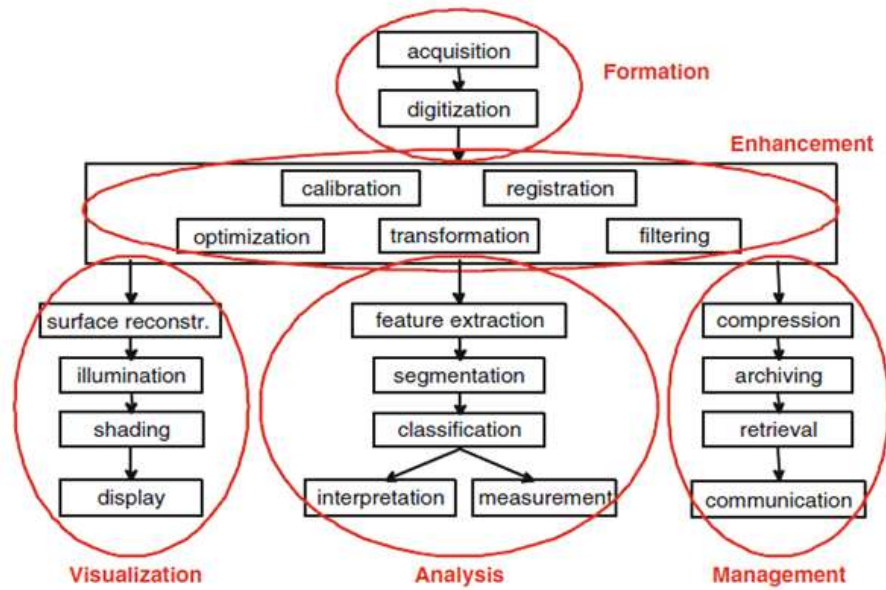 acquisition
Formation
digitization
Enhancement
calibration registration
optimization transformation filtering
surface reconstr. feature extraction compression
illumination segmentation archiving
shading classification retrieval
display interpretation measurement communication
Visualization Analysis Management